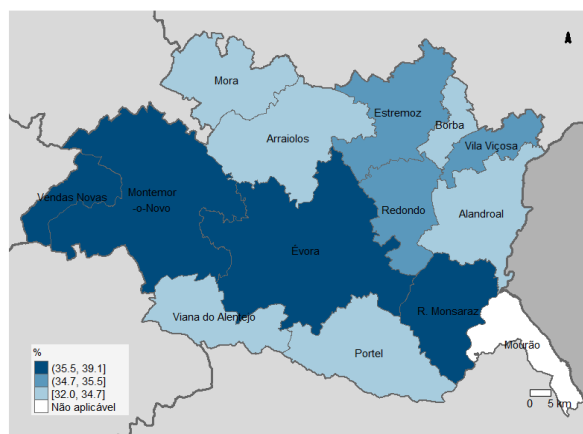 Mora
Estremoz
Borba
Arraiolos
Vila Viçosa
Vendas Novas
Montemor
-o-Novo
Redondo
Alandroal
Évora
R. Monsaraz
Viana do Alentejo
Mourão
Portel
%
(35.5, 39.1]
(34.7, 35.5]
[32.0, 34.7]
Não aplicável
0 5 km